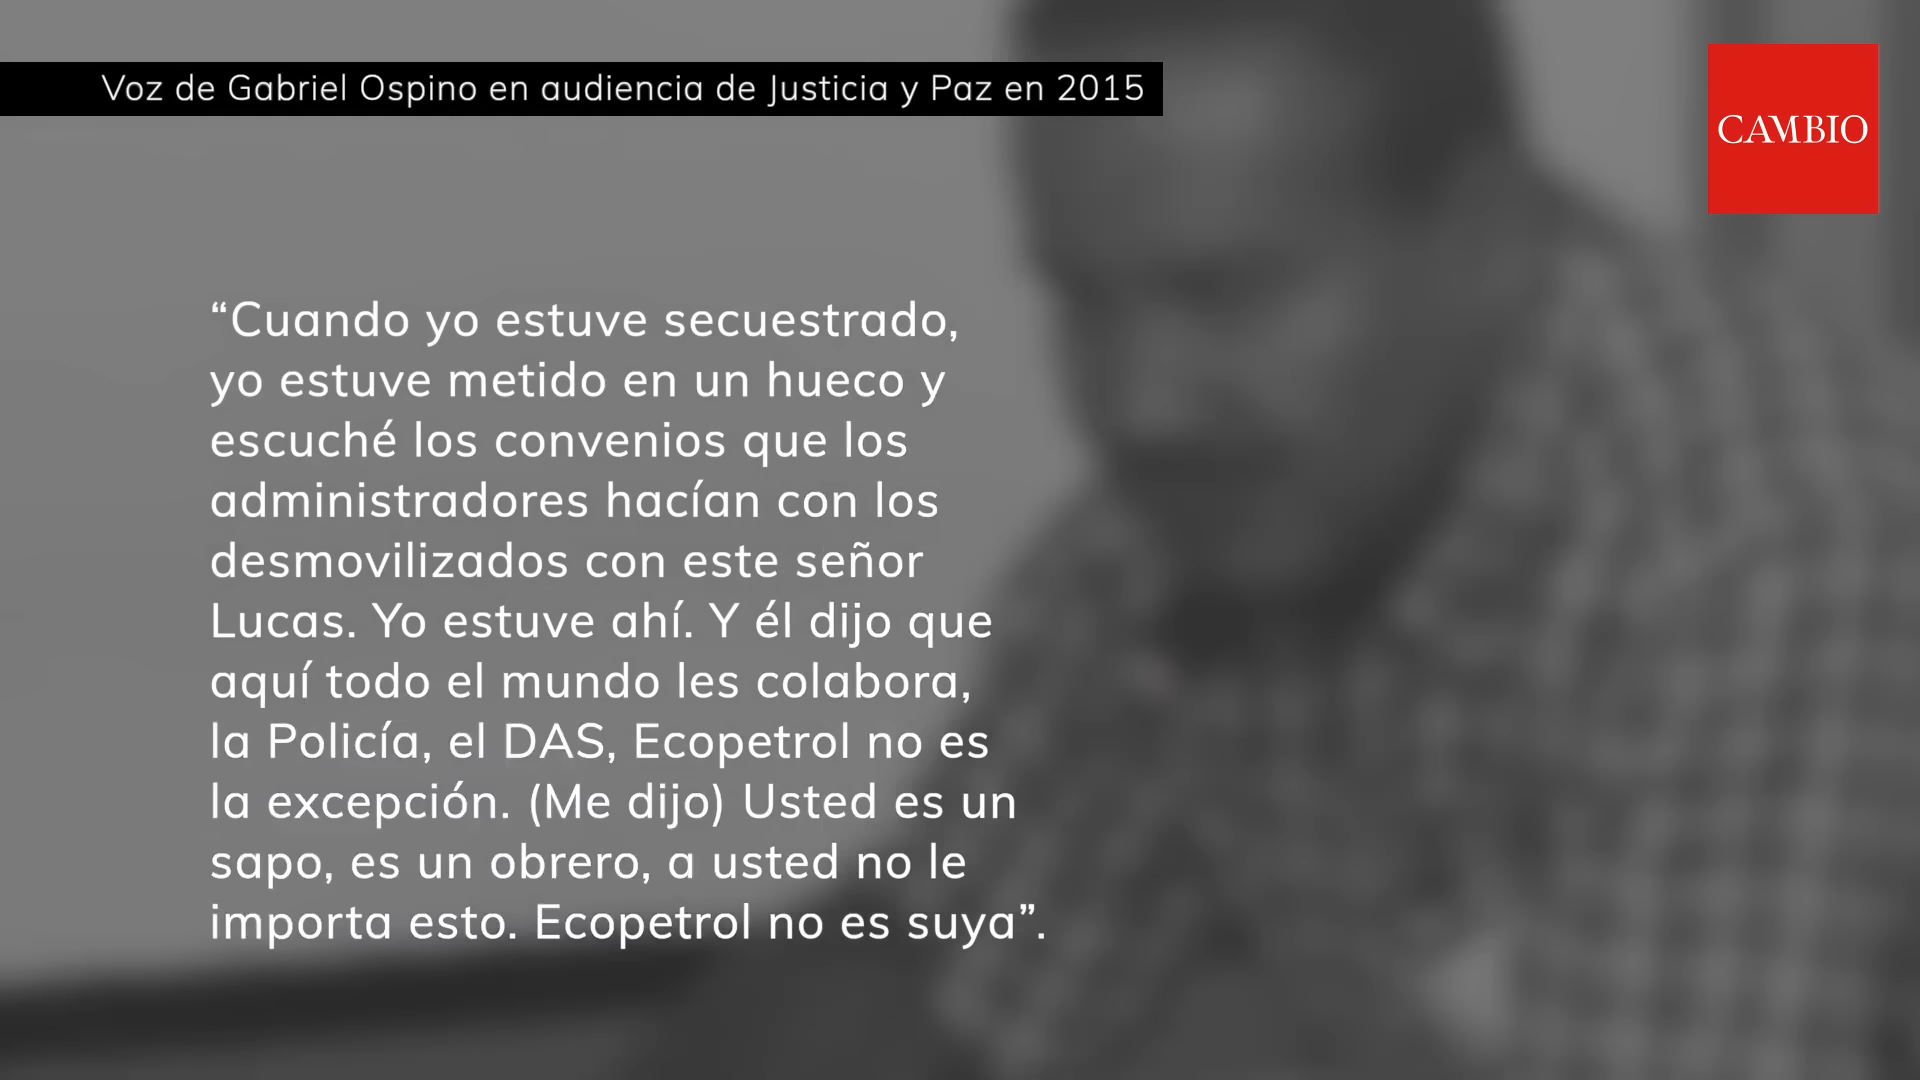 Voz de Gabriel Ospino en audiencia de Justicia y Paz en 2015
CAMBIO
“Cuando yo estuve secuestrado,
yo estuve metido en un hueco y
escuché los convenios que los
administradores hacían con los
desmovilizados con este señor
Lucas. Yo estuve ahí. Y él dijo que
aquí todo el mundo les colabora,
la Policía, el DAS, Ecopetrol no es
la excepción. (Me dijo) Usted es un
sapo, es un obrero, a usted no le
importa esto. Ecopetrol no es suya”.